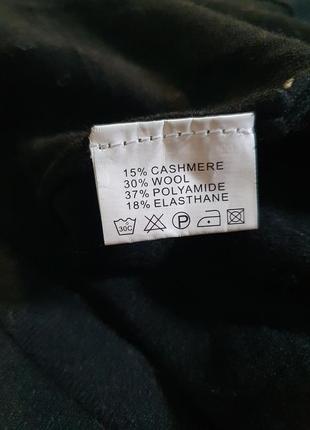 15% CASHMERE
30% WOOL
37% POLYAMIDE
18% ELASTHANE
30C P